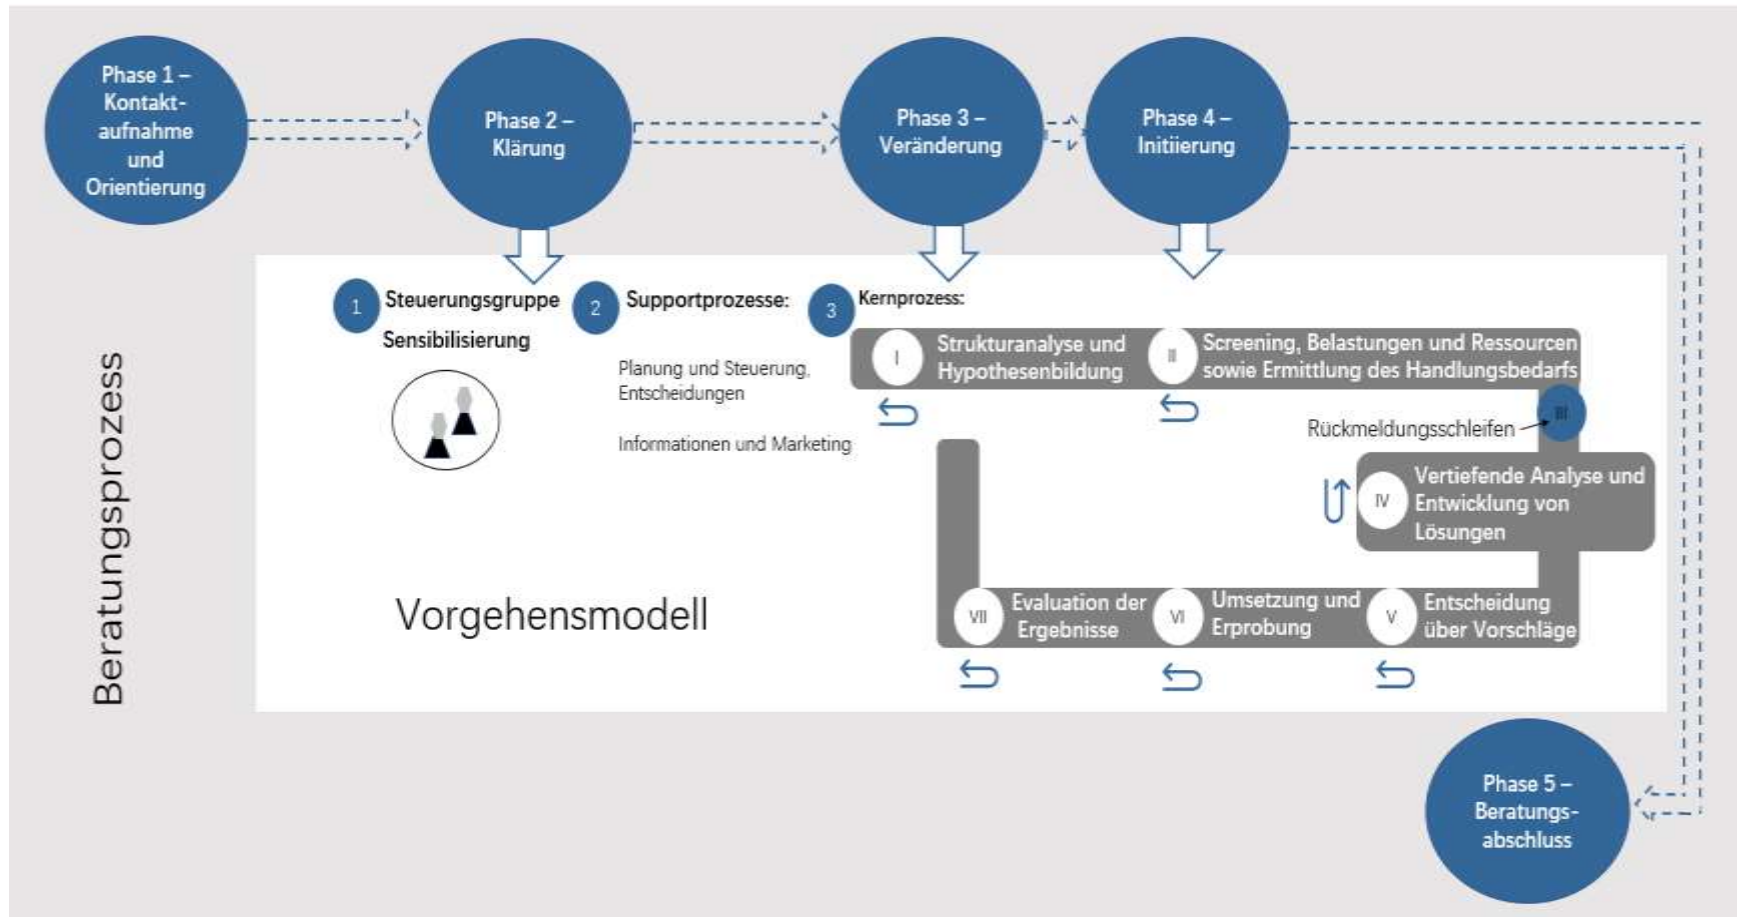 Phase 1 –
Kontakt-
aufnahme
und
Orientierung
Phase 2 –
Klärung
Phase 3 –
Veränderung
Phase 4 –
Initiierung
Beratungsprozess
1
Steuerungsgruppe
Sensibilisierung
2
Supportprozesse:
Planung und Steuerung,
Entscheidungen
Informationen und Marketing
3
Kernprozess:
I
Strukturanalyse und
Hypothesenbildung
II
Screening, Belastungen und Ressourcen
sowie Ermittlung des Handlungsbedarfs
III
Rückmeldungsschleifen
IV
Vertiefende Analyse und
Entwicklung von
Lösungen
V
Entscheidung
über Vorschläge
VI
Umsetzung und
Erprobung
VII
Evaluation der
Ergebnisse
Vorgehensmodell
Phase 5 –
Beratungs-
abschluss